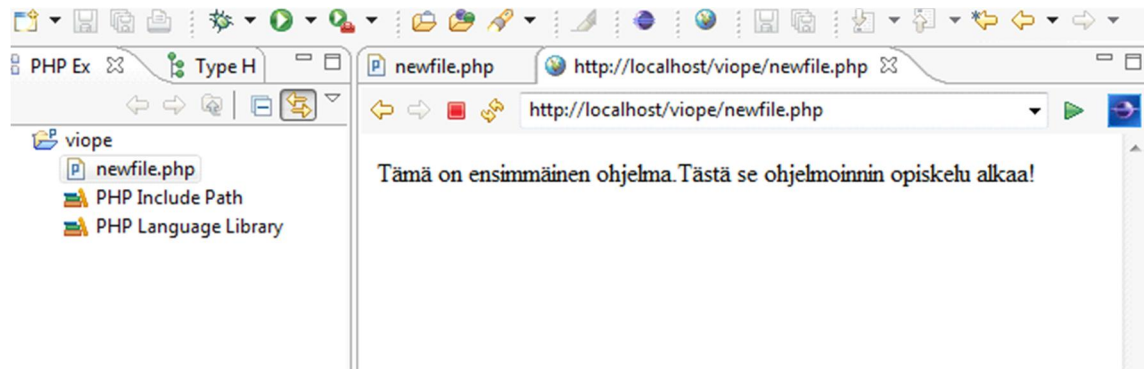 PHP Ex
Type H
newfile.php
http://localhost/viope/newfile.php
http://localhost/viope/newfile.php
viope
newfile.php
PHP Include Path
PHP Language Library
Tämä on ensimmäinen ohjelma.Tästä se ohjelmoinnin opiskelu alkaa!